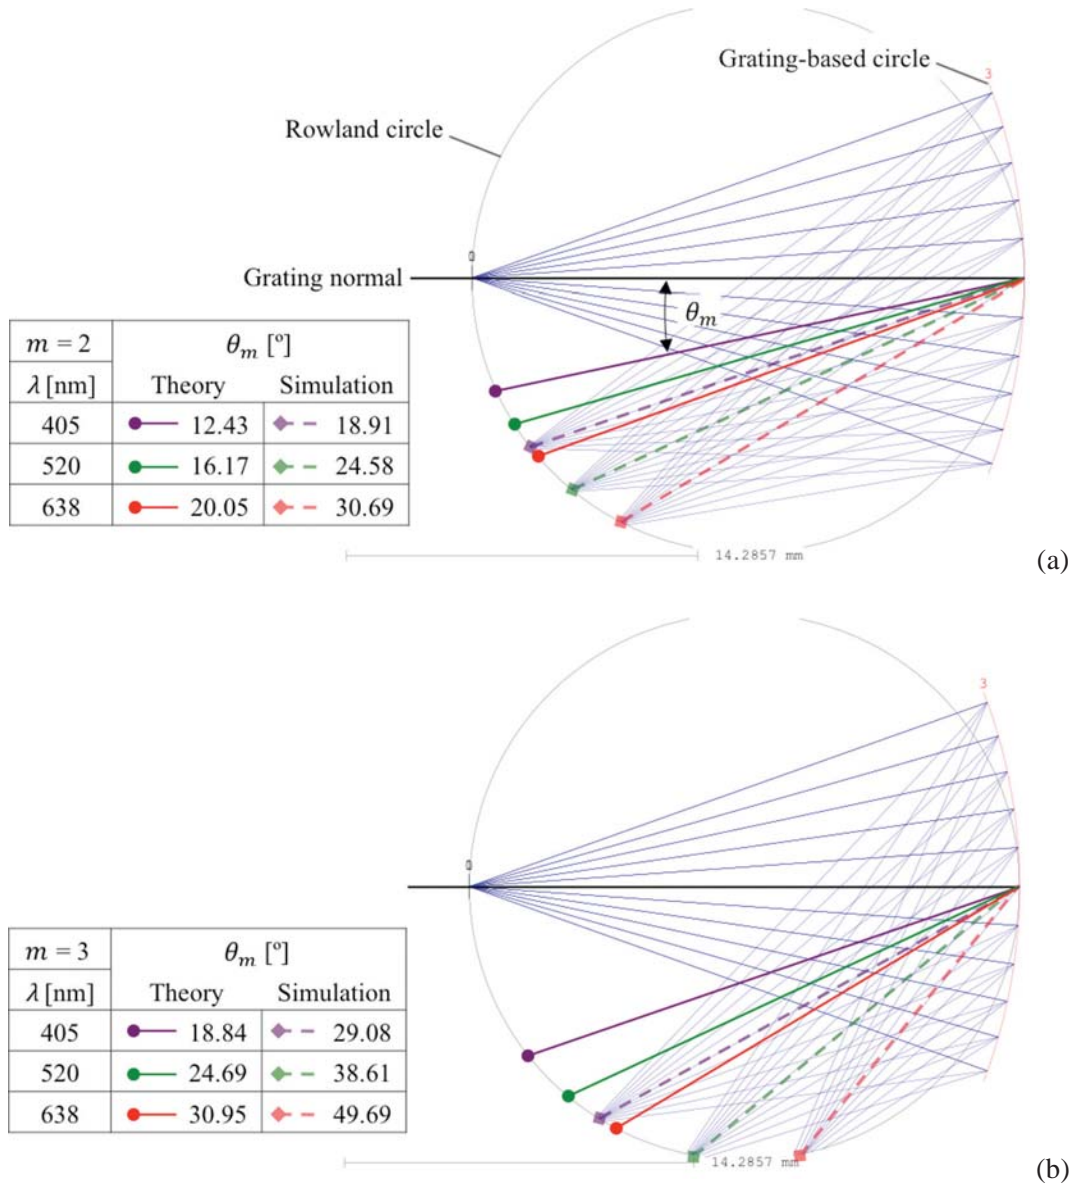 Grating-based circle
3
Rowland circle
0
Grating normal
θm
m = 2 θm [º]
λ [nm] Theory Simulation
405 12.43 18.91
520 16.17 24.58
638 20.05 30.69
14.2857 mm
(a)
3
0
m = 3 θm [º]
λ [nm] Theory Simulation
405 18.84 29.08
520 24.69 38.61
638 30.95 49.69
14.2857 mm
(b)